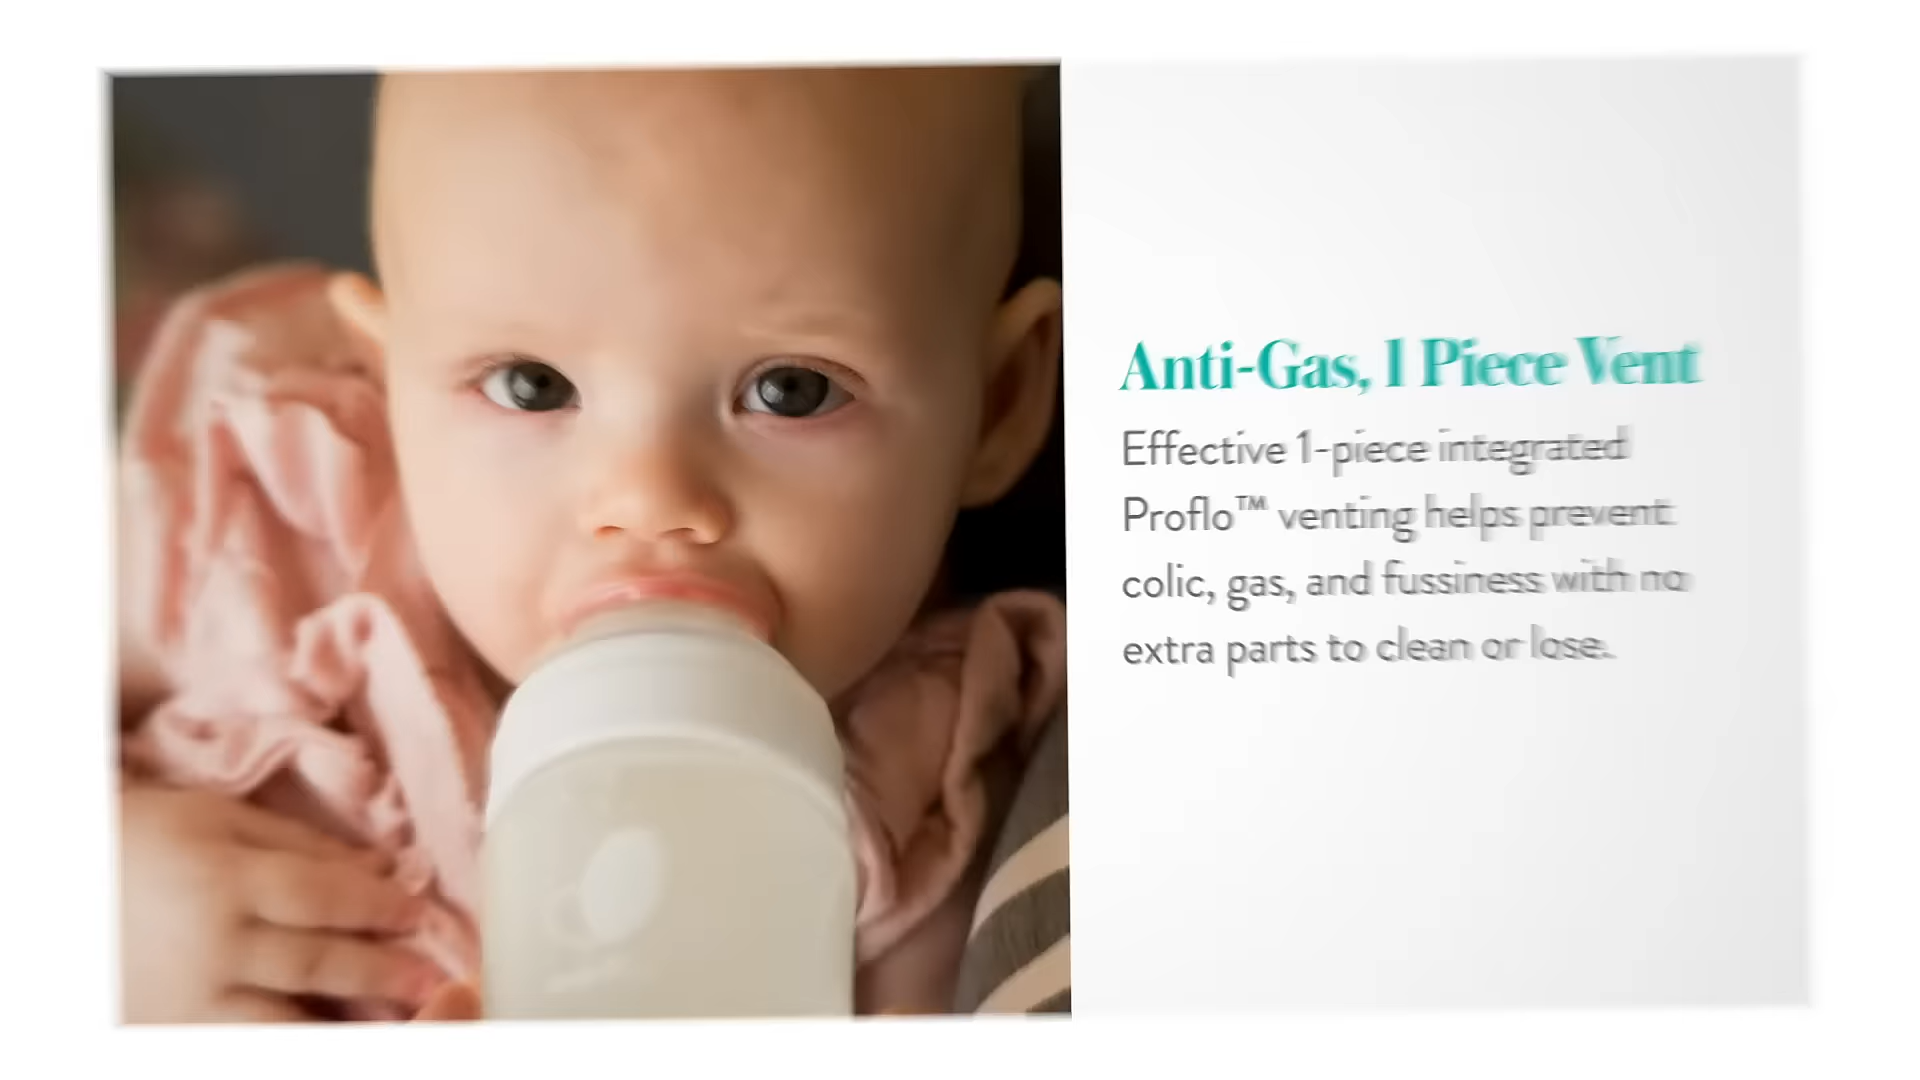 Anti-Gas, 1 Piece Vent
Effective 1-piece integrated
Proflo™ venting helps prevent
colic, gas, and fussiness with no
extra parts to clean or lose.